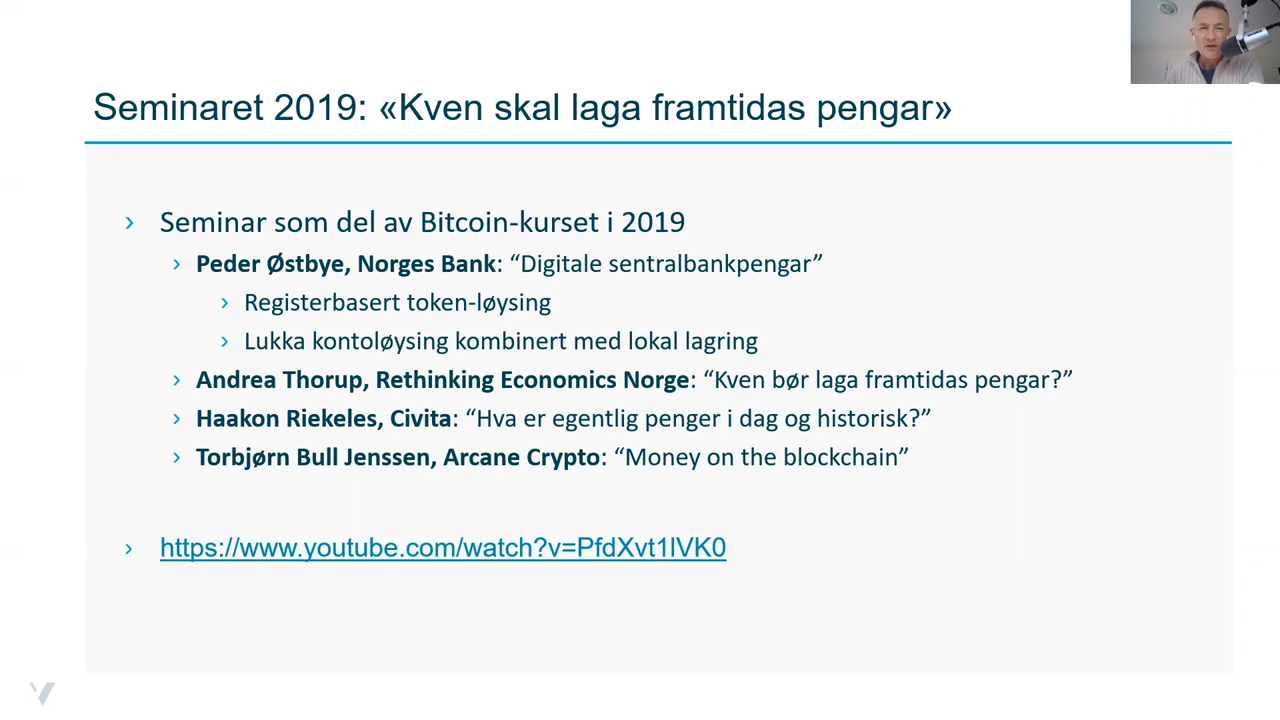 Seminaret 2019: «Kven skal laga framtidas pengar»
› Seminar som del av Bitcoin-kurset i 2019
› Peder Østbye, Norges Bank: “Digitale sentralbankpengar”
› Registerbasert token-løysing
› Lukka kontoløysing kombinert med lokal lagring
› Andrea Thorup, Rethinking Economics Norge: “Kven bør laga framtidas pengar?”
› Haakon Riekeles, Civita: “Hva er egentlig penger i dag og historisk?”
› Torbjørn Bull Jenssen, Arcane Crypto: “Money on the blockchain”
› https://www.youtube.com/watch?v=PfdXvt1lVK0